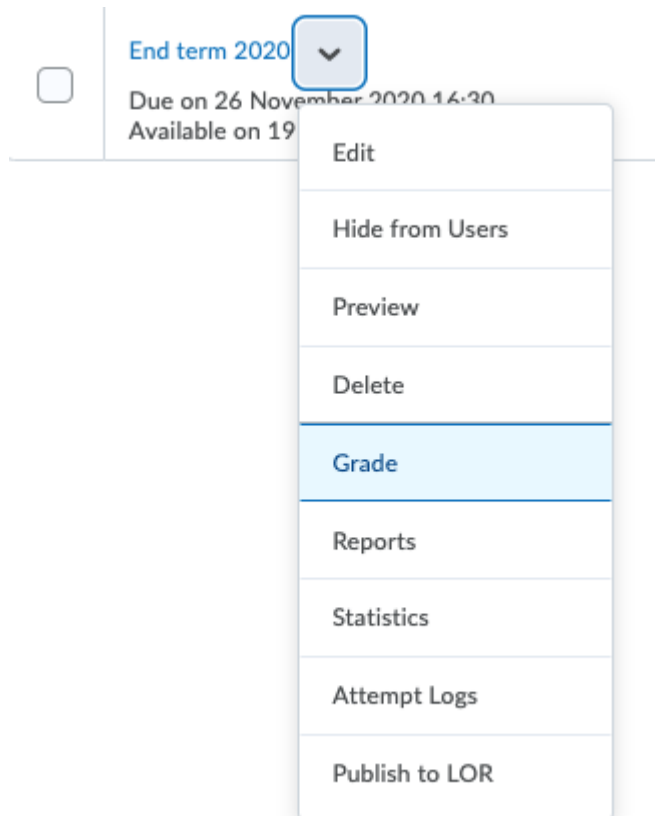 End term 2020
Due on 26 November 2020 16:30
Available on 19
Edit
Hide from Users
Preview
Delete
Grade
Reports
Statistics
Attempt Logs
Publish to LOR